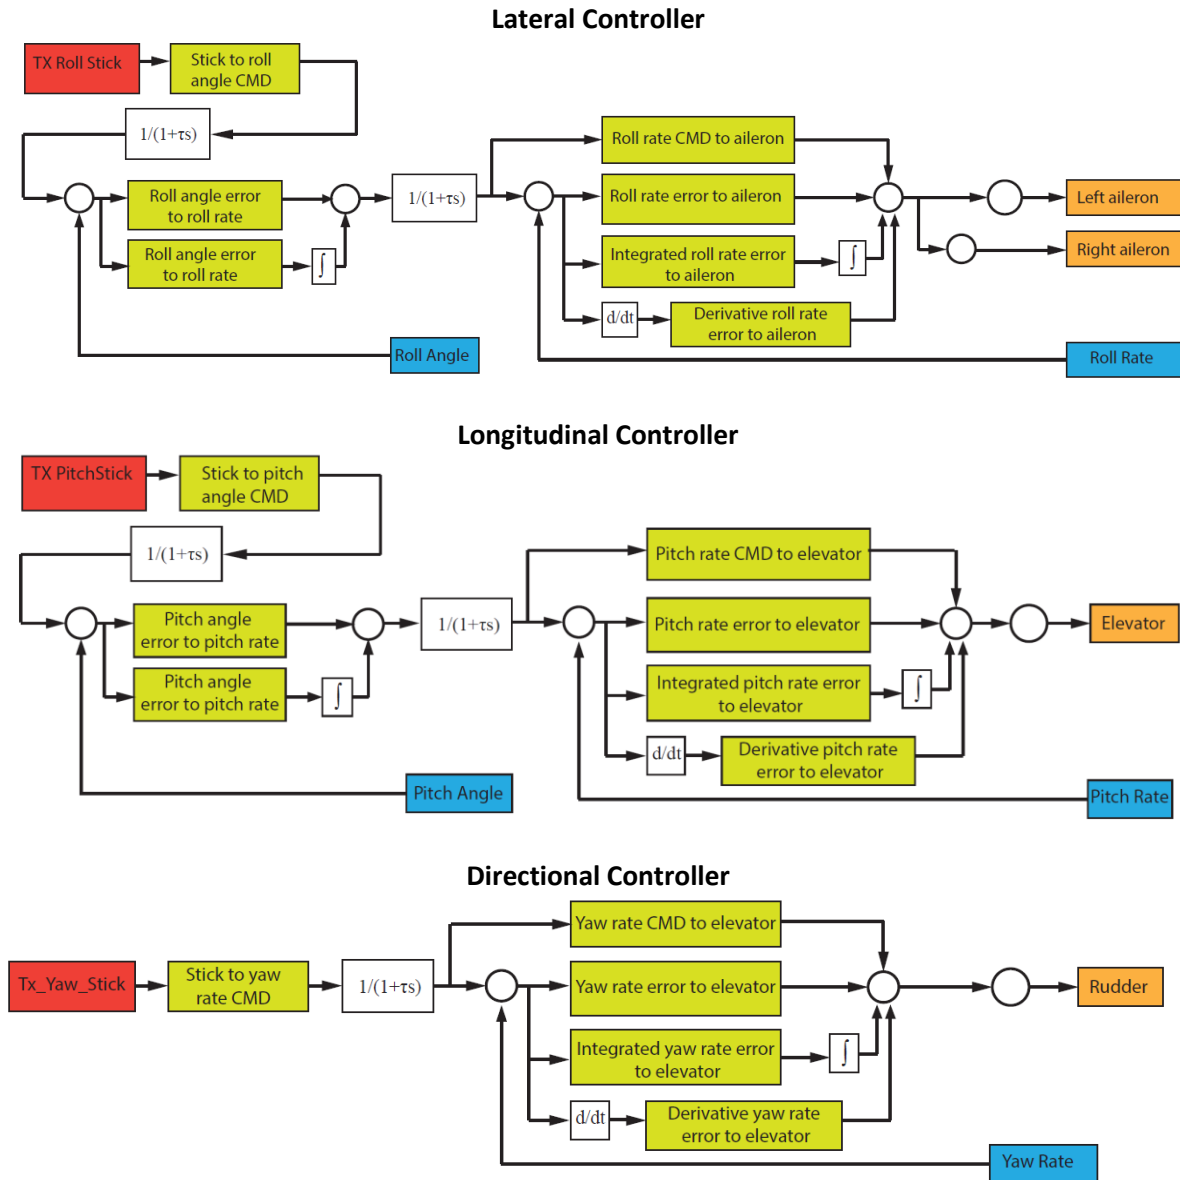 Lateral Controller
TX Roll Stick
Stick to roll
angle CMD
1/(1+τs)
Roll angle error
to roll rate
Roll angle error
to roll rate
∫
Roll Angle
1/(1+τs)
Roll rate CMD to aileron
Roll rate error to aileron
Integrated roll rate error
to aileron
∫
d/dt
Derivative roll rate
error to aileron
Left aileron
Right aileron
Roll Rate
Longitudinal Controller
TX PitchStick
Stick to pitch
angle CMD
1/(1+τs)
Pitch angle
error to pitch rate
Pitch angle
error to pitch rate
∫
Pitch Angle
1/(1+τs)
Pitch rate CMD to elevator
Pitch rate error to elevator
Integrated pitch rate error
to elevator
∫
d/dt
Derivative pitch rate
error to elevator
Elevator
Pitch Rate
Directional Controller
Tx_Yaw_Stick
Stick to yaw
rate CMD
1/(1+τs)
Yaw rate CMD to elevator
Yaw rate error to elevator
Integrated yaw rate error
to elevator
∫
d/dt
Derivative yaw rate
error to elevator
Rudder
Yaw Rate